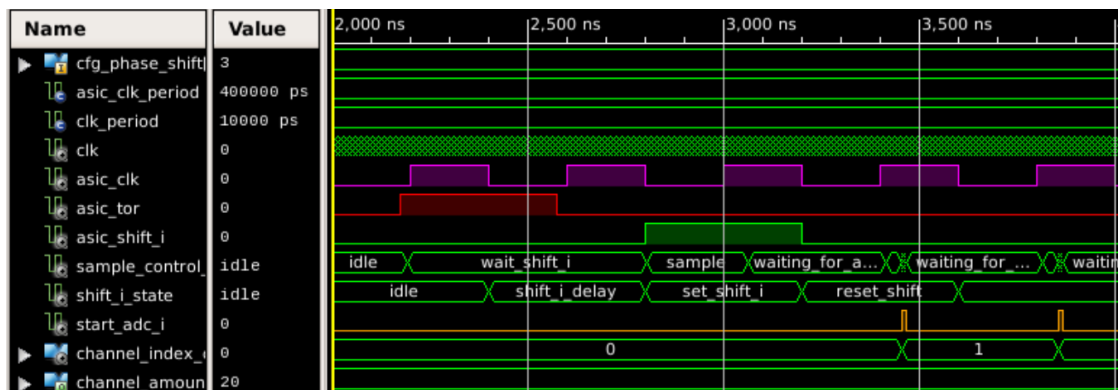 Name Value 2,000 ns 2,500 ns 3,000 ns 3,500 ns
cfg_phase_shift[ 3
asic_clk_period 400000 ps
clk_period 10000 ps
clk 0
asic_clk 0
asic_tor 0
asic_shift_i 0
sample_control_ idle idle wait_shift_i sample waiting_for_a... waiting_for_... waitin
shift_i_state idle idle shift_i_delay set_shift_i reset_shift
start_adc_i 0
channel_index_ 0 0 1
channel_amoun 20